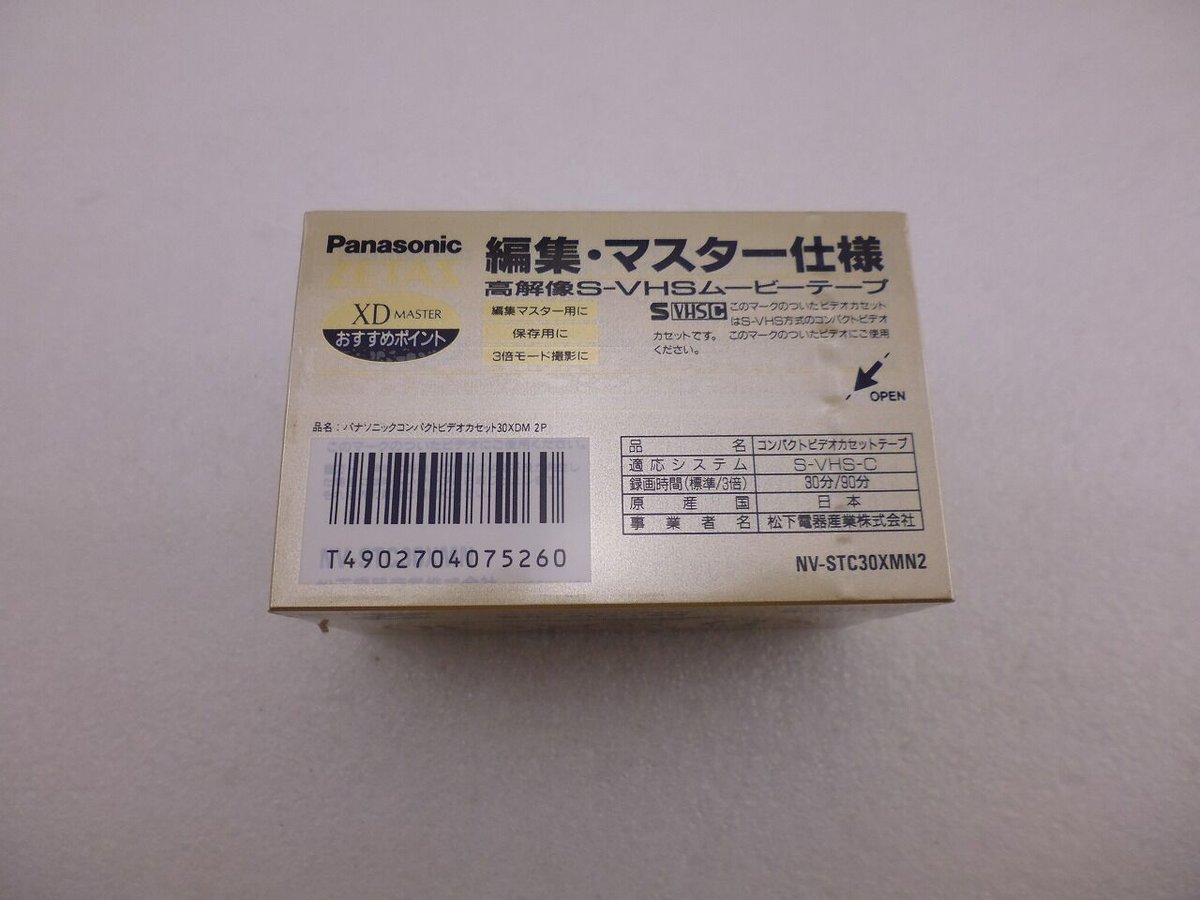 Panasonic
編集・マスター仕様
高解像S-VHSムービーテープ
XD MASTER
おすすめポイント
編集マスター用に
保存用に
3倍モード撮影に
S VHS C このマークのついたビデオカセット
はS-VHS方式のコンパクトビデオ
カセットです。 このマークのついたビデオにご使用
ください。
OPEN
品名：パナソニックコンパクトビデオカセット30XDM 2P
T4902704075260
品名 コンパクトビデオカセットテープ
適応システム S-VHS-C
録画時間(標準/3倍) 30分/90分
原産国 日本
事業者名 松下電器産業株式会社
NV-STC30XMN2